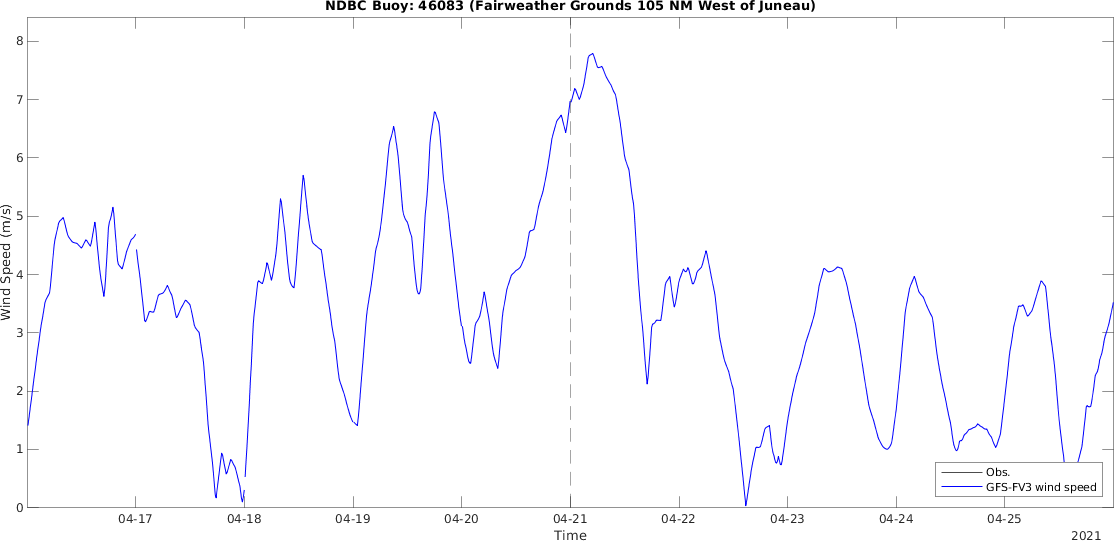 NDBC Buoy: 46083 (Fairweather Grounds 105 NM West of Juneau)
8
7
6
5
4
3
2
1
0
Wind Speed (m/s)
Obs.
GFS-FV3 wind speed
04-17 04-18 04-19 04-20 04-21 04-22 04-23 04-24 04-25
Time
2021